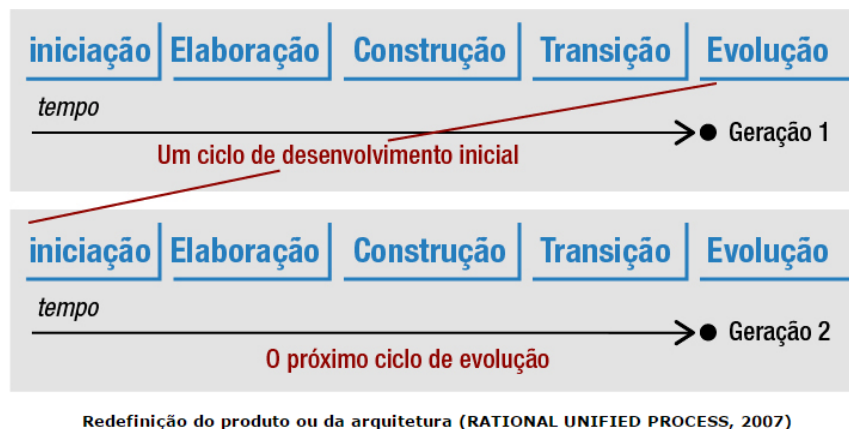 iniciação Elaboração Construção Transição Evolução
tempo
Geração 1
Um ciclo de desenvolvimento inicial
iniciação Elaboração Construção Transição Evolução
tempo
Geração 2
O próximo ciclo de evolução
Redefinição do produto ou da arquitetura (RATIONAL UNIFIED PROCESS, 2007)